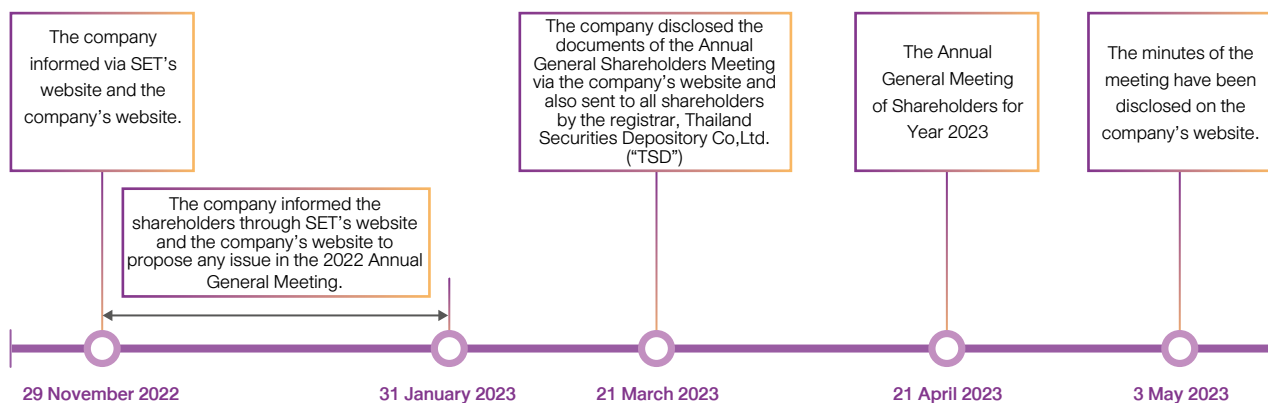 The company
informed via SET's
website and the
company's website.
The company informed the
shareholders through SET's website
and the company's website to
propose any issue in the 2022 Annual
General Meeting.
The company disclosed the
documents of the Annual
General Shareholders Meeting
via the company's website and
also sent to all shareholders
by the registrar, Thailand
Securities Depository Co,Ltd.
(“TSD”)
The Annual
General Meeting
of Shareholders for
Year 2023
The minutes of the
meeting have been
disclosed on the
company's website.
29 November 2022
31 January 2023
21 March 2023
21 April 2023
3 May 2023